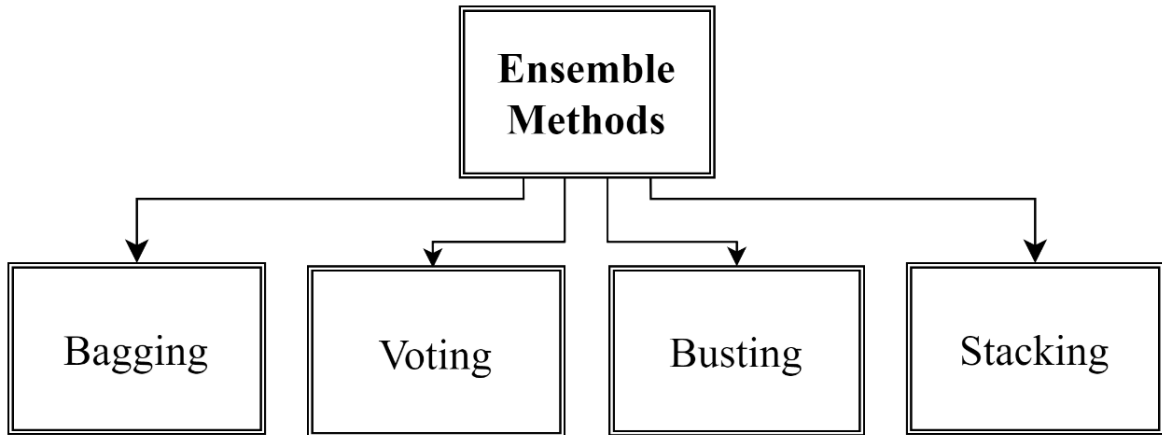 Ensemble
Methods
Bagging
Voting
Busting
Stacking